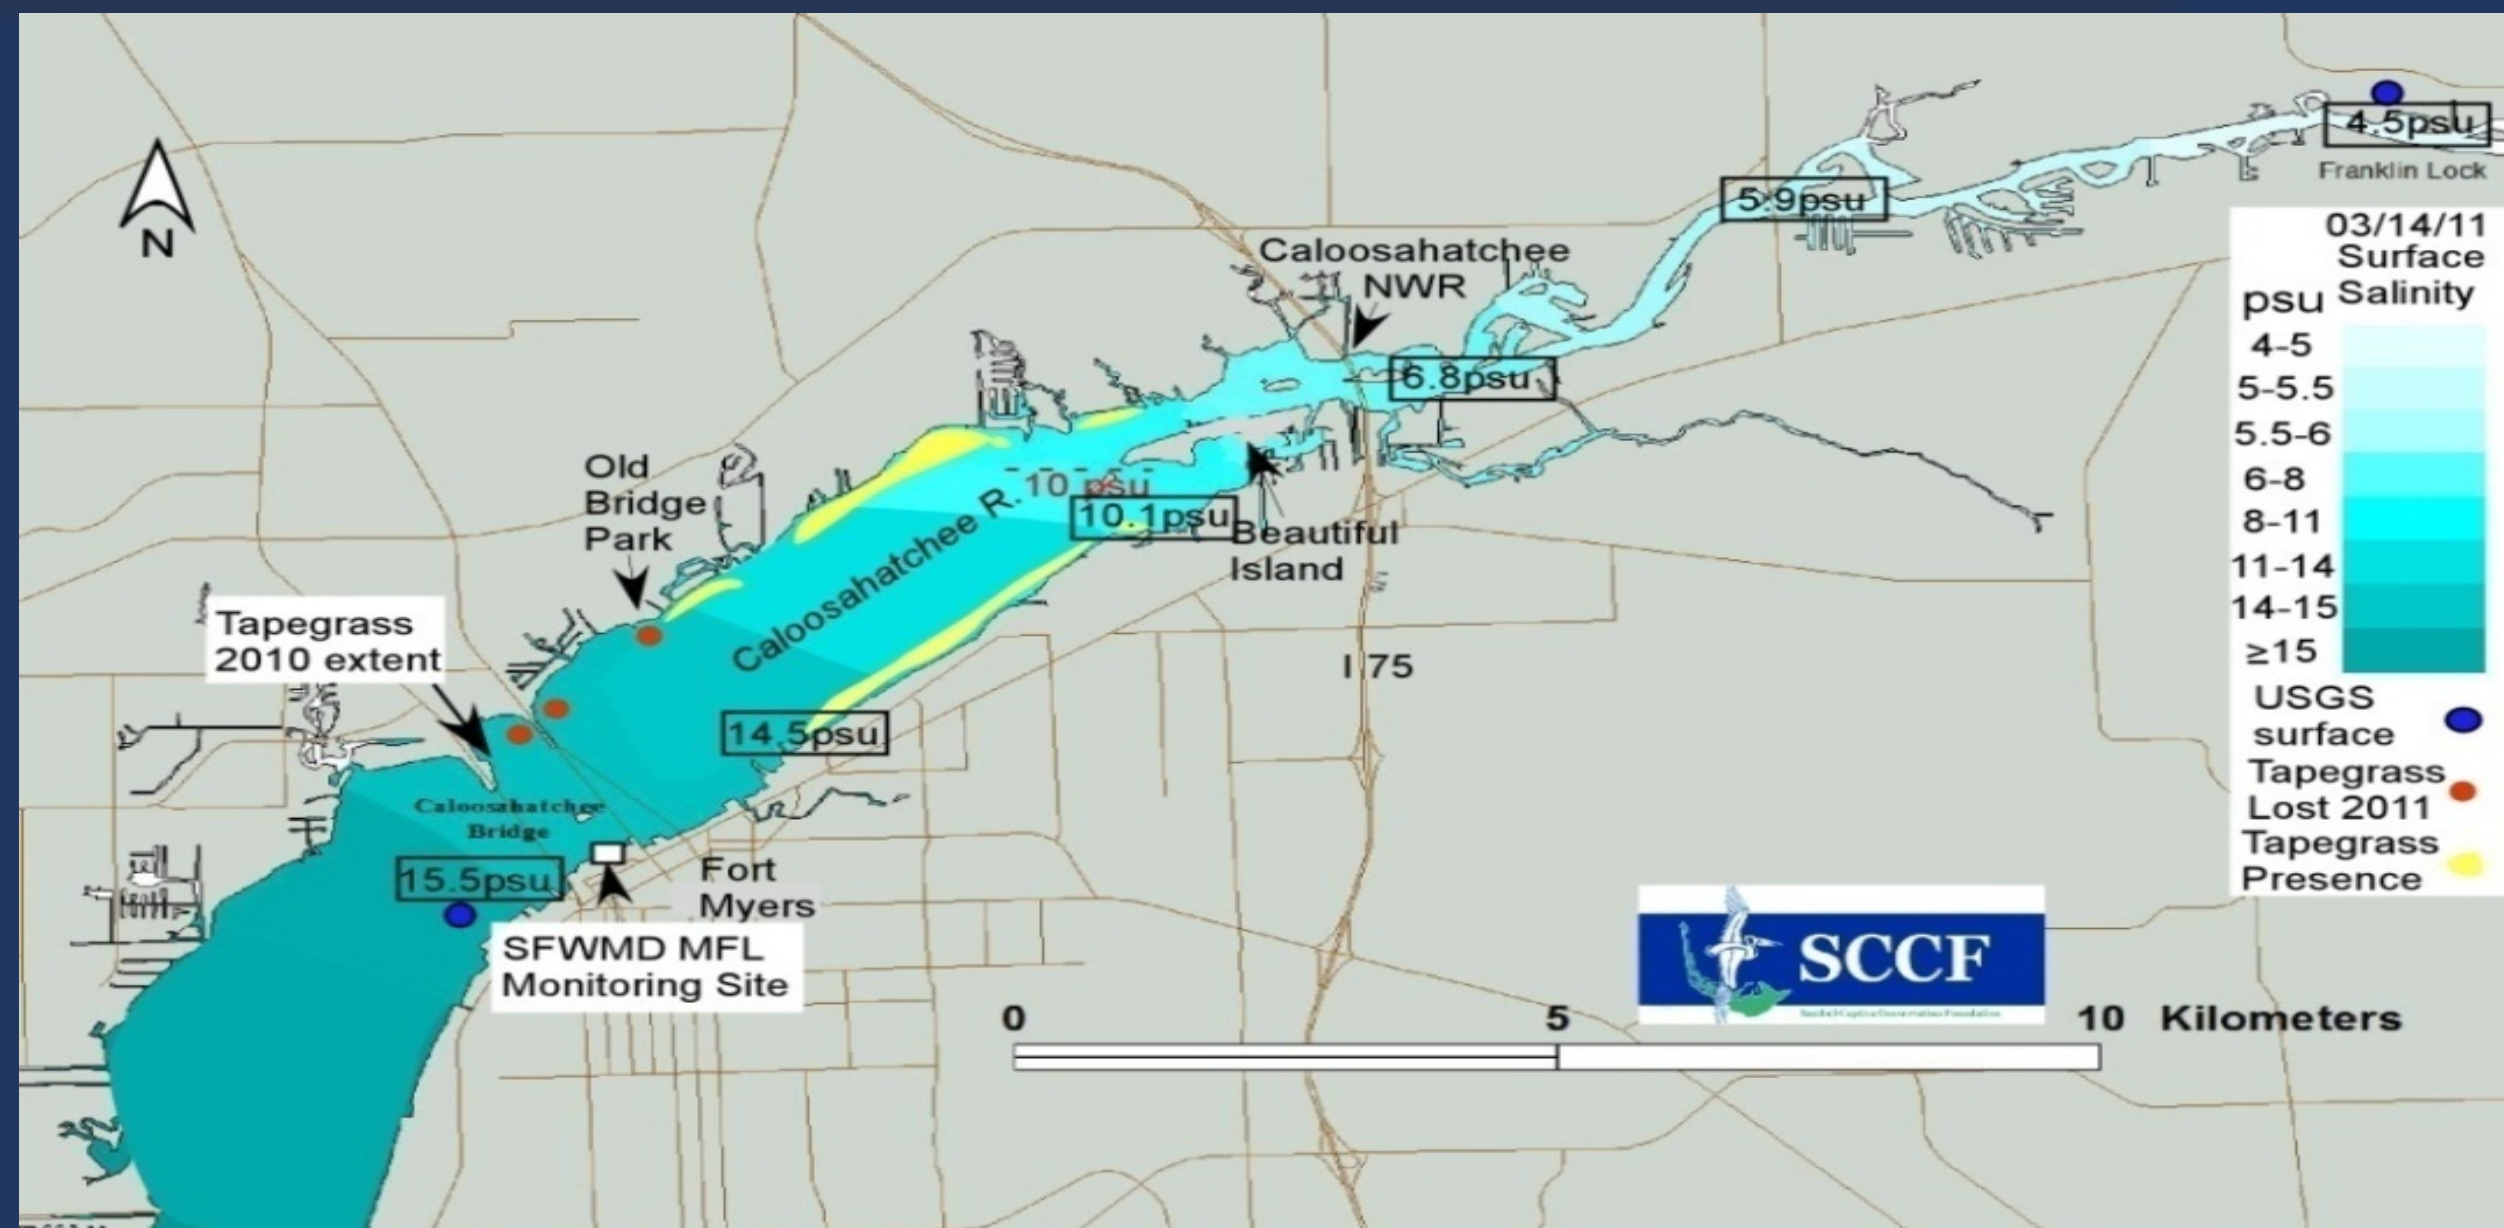 N
4.5psu
Franklin Lock
5.9psu
Caloosahatchee
NWR
6.8psu
Old
Bridge
Park
Caloosahatchee R.
10 psu
10.1psu
Beautiful
Island
Tapegrass
2010 extent
I 75
14.5psu
Caloosahatchee
Bridge
15.5psu
Fort
Myers
SFWMD MFL
Monitoring Site
03/14/11
Surface
Salinity
psu
4-5
5-5.5
5.5-6
6-8
8-11
11-14
14-15
≥15
USGS
surface
Tapegrass
Lost 2011
Tapegrass
Presence
SCCF
0 5 10 Kilometers